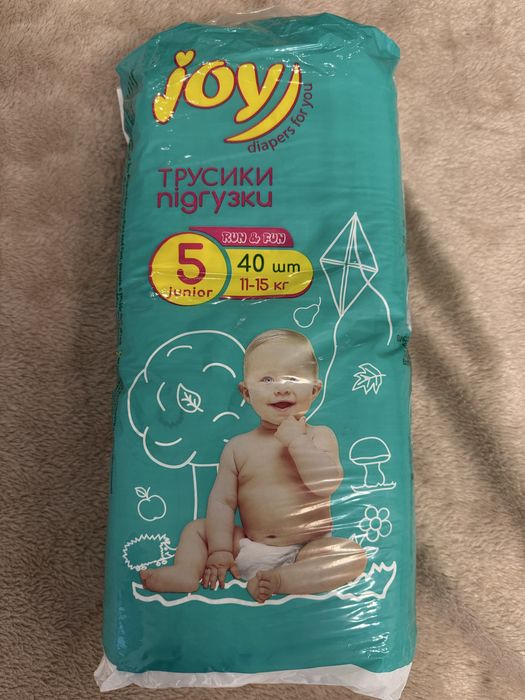 joy
diapers for you
ТРУСИКИ
підгузки
RUN & FUN
5
junior
40 шт
11-15 кг